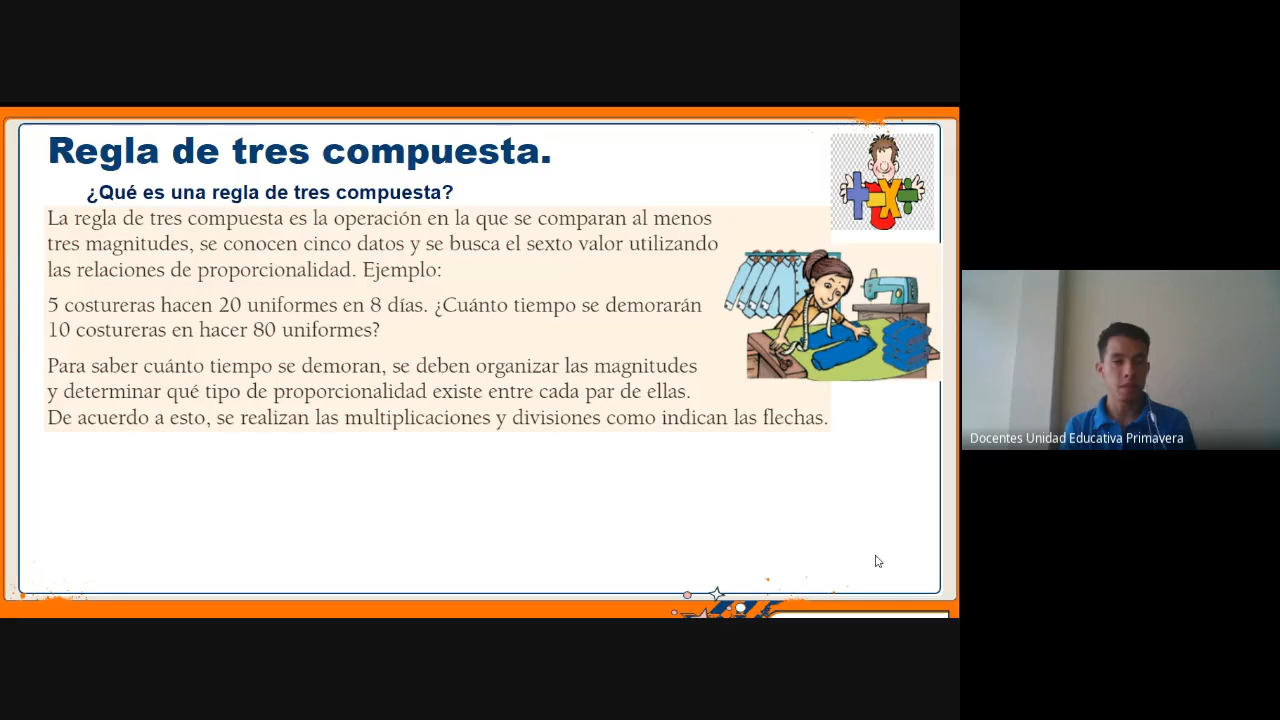 Regla de tres compuesta.
¿Qué es una regla de tres compuesta?
La regla de tres compuesta es la operación en la que se comparan al menos
tres magnitudes, se conocen cinco datos y se busca el sexto valor utilizando
las relaciones de proporcionalidad. Ejemplo:
5 costureras hacen 20 uniformes en 8 días. ¿Cuánto tiempo se demorarán
10 costureras en hacer 80 uniformes?
Para saber cuánto tiempo se demoran, se deben organizar las magnitudes
y determinar qué tipo de proporcionalidad existe entre cada par de ellas.
De acuerdo a esto, se realizan las multiplicaciones y divisiones como indican las flechas.
Docentes Unidad Educativa Primavera